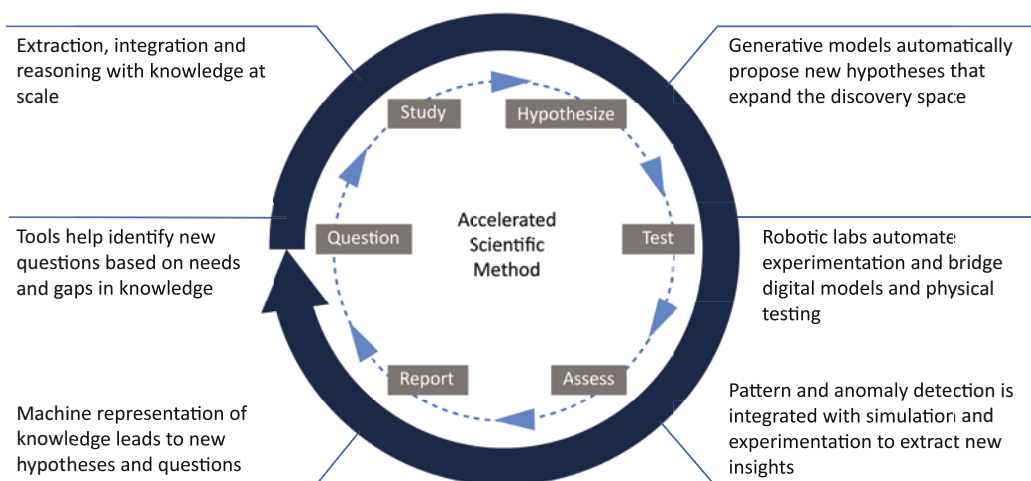 Extraction, integration and
reasoning with knowledge at
scale
Generative models automatically
propose new hypotheses that
expand the discovery space
Study
Hypothesize
Tools help identify new
questions based on needs
and gaps in knowledge
Question
Accelerated
Scientific
Method
Test
Robotic labs automate
experimentation and bridge
digital models and physical
testing
Report
Assess
Machine representation of
knowledge leads to new
hypotheses and questions
Pattern and anomaly detection is
integrated with simulation and
experimentation to extract new
insights